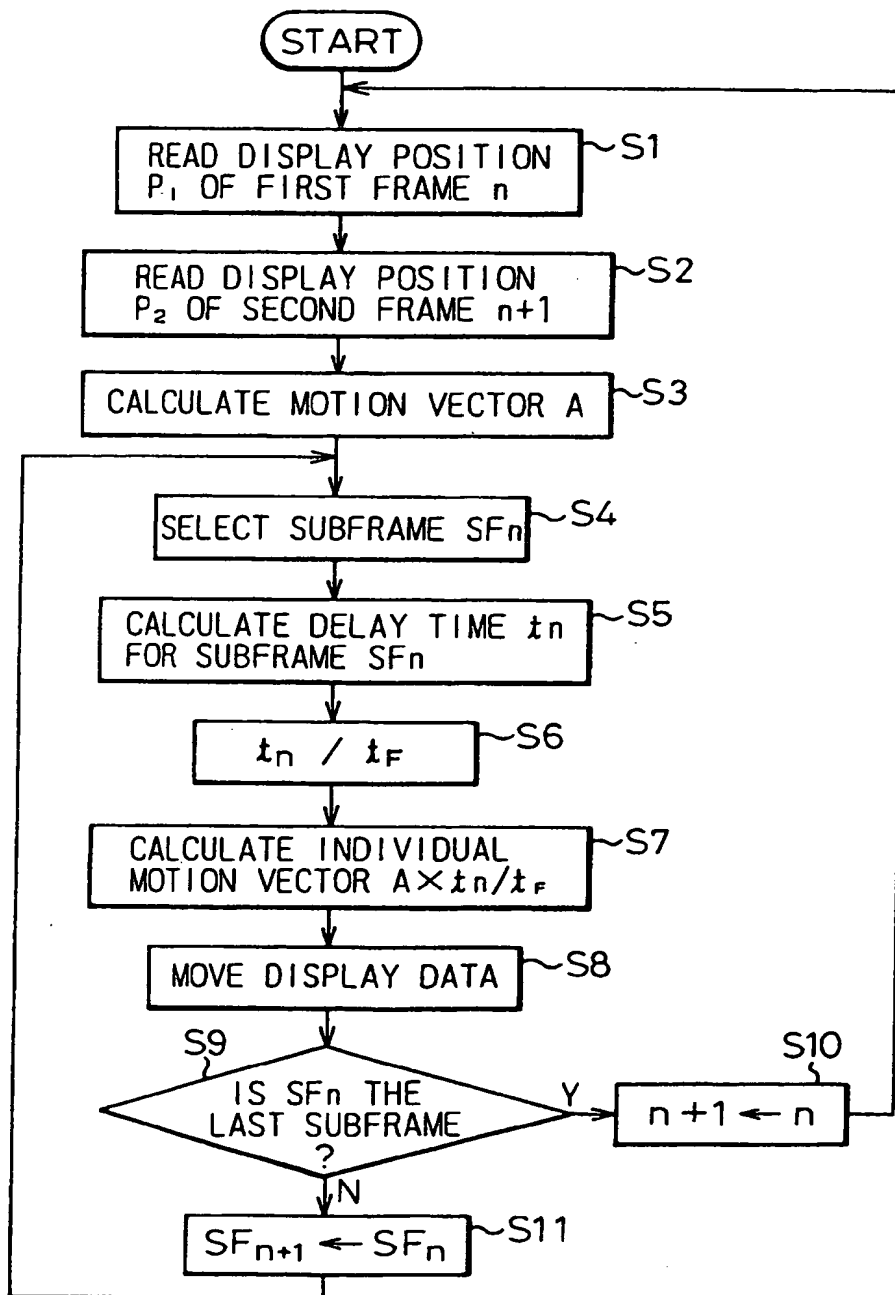 START
READ DISPLAY POSITION
P₁ OF FIRST FRAME n
S1
READ DISPLAY POSITION
P₂ OF SECOND FRAME n+1
S2
CALCULATE MOTION VECTOR A
S3
SELECT SUBFRAME SFn
S4
CALCULATE DELAY TIME tn
FOR SUBFRAME SFn
S5
tn / tF
S6
CALCULATE INDIVIDUAL
MOTION VECTOR A×tn/tF
S7
MOVE DISPLAY DATA
S8
S9
IS SFn THE
LAST SUBFRAME
?
Y
N
S10
n+1 ← n
SFn+1 ← SFn
S11